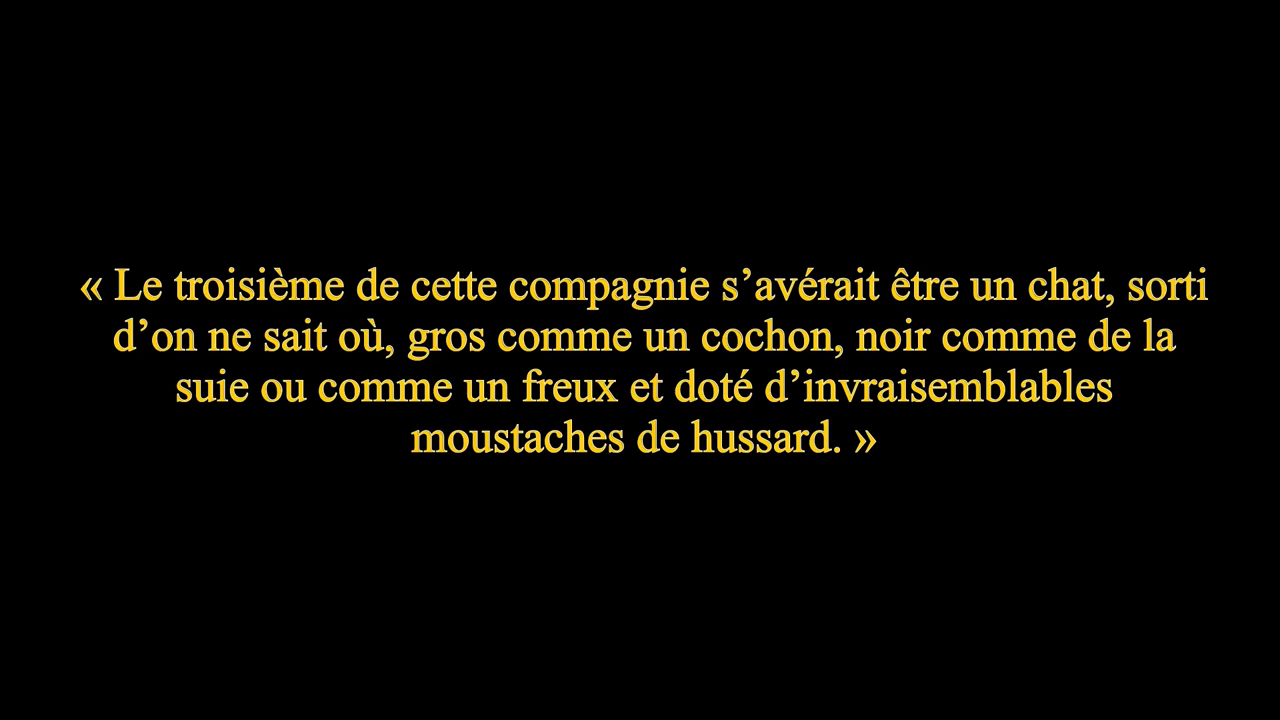 « Le troisième de cette compagnie s’avérait être un chat, sorti
d’on ne sait où, gros comme un cochon, noir comme de la
suie ou comme un freux et doté d’invraisemblables
moustaches de hussard. »